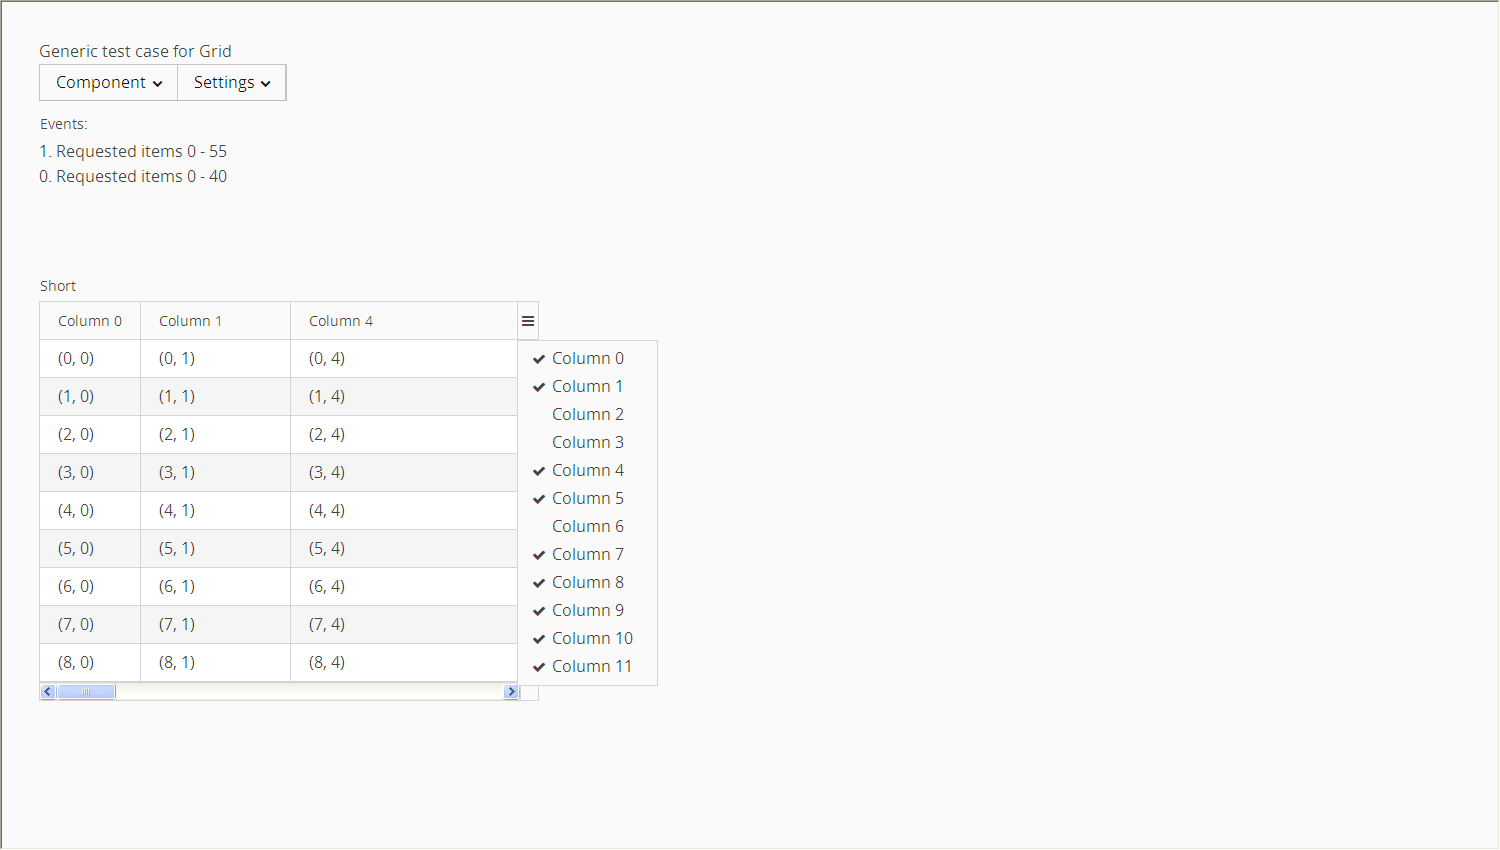 Generic test case for Grid
Component Settings
Events:
1. Requested items 0 - 55
0. Requested items 0 - 40
Short
Column 0 Column 1 Column 4
(0, 0) (0, 1) (0, 4)
(1, 0) (1, 1) (1, 4)
(2, 0) (2, 1) (2, 4)
(3, 0) (3, 1) (3, 4)
(4, 0) (4, 1) (4, 4)
(5, 0) (5, 1) (5, 4)
(6, 0) (6, 1) (6, 4)
(7, 0) (7, 1) (7, 4)
(8, 0) (8, 1) (8, 4)
Column 0
Column 1
Column 2
Column 3
Column 4
Column 5
Column 6
Column 7
Column 8
Column 9
Column 10
Column 11